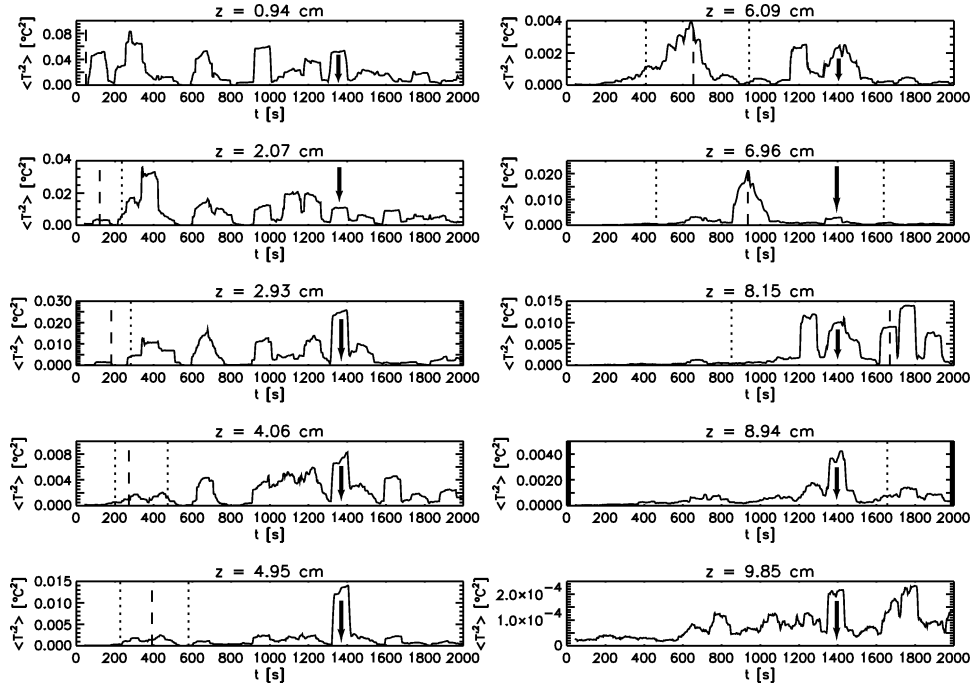 z = 0.94 cm
<T'²> [°C²]
0.08
0.04
0.00
0 200 400 600 800 1000 1200 1400 1600 1800 2000
t [s]
z = 2.07 cm
<T'²> [°C²]
0.04
0.02
0.00
0 200 400 600 800 1000 1200 1400 1600 1800 2000
t [s]
z = 2.93 cm
<T'²> [°C²]
0.030
0.020
0.010
0.000
0 200 400 600 800 1000 1200 1400 1600 1800 2000
t [s]
z = 4.06 cm
<T'²> [°C²]
0.008
0.004
0.000
0 200 400 600 800 1000 1200 1400 1600 1800 2000
t [s]
z = 4.95 cm
<T'²> [°C²]
0.015
0.010
0.005
0.000
0 200 400 600 800 1000 1200 1400 1600 1800 2000
t [s]
z = 6.09 cm
<T'²> [°C²]
0.004
0.002
0.000
0 200 400 600 800 1000 1200 1400 1600 1800 2000
t [s]
z = 6.96 cm
<T'²> [°C²]
0.020
0.010
0.000
0 200 400 600 800 1000 1200 1400 1600 1800 2000
t [s]
z = 8.15 cm
<T'²> [°C²]
0.015
0.010
0.005
0.000
0 200 400 600 800 1000 1200 1400 1600 1800 2000
t [s]
z = 8.94 cm
<T'²> [°C²]
0.0040
0.0020
0.0000
0 200 400 600 800 1000 1200 1400 1600 1800 2000
t [s]
z = 9.85 cm
<T'²> [°C²]
2.0×10⁻⁴
1.0×10⁻⁴
0
0 200 400 600 800 1000 1200 1400 1600 1800 2000
t [s]